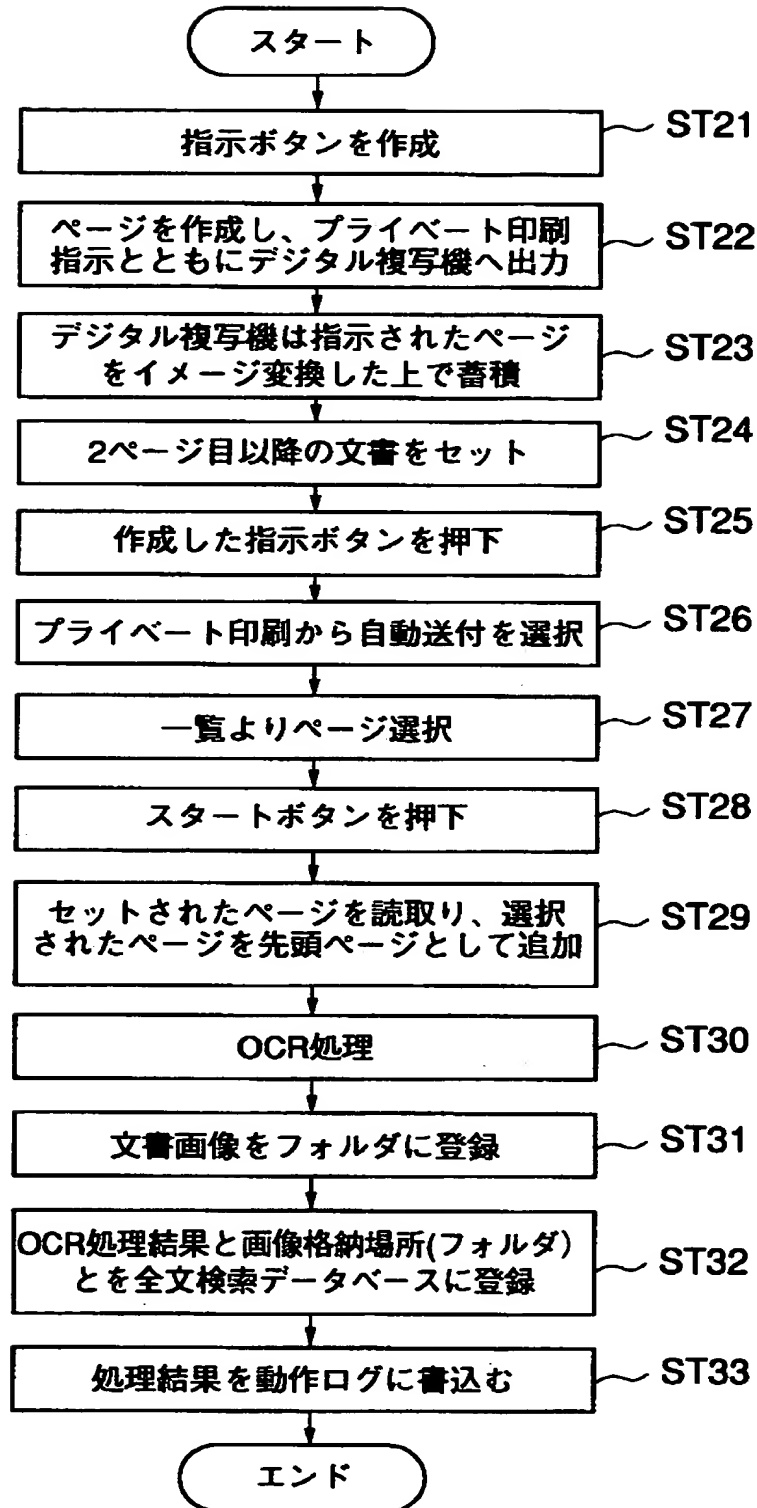 スタート
指示ボタンを作成
ST21
ページを作成し、プライベート印刷
指示とともにデジタル複写機へ出力
ST22
デジタル複写機は指示されたページ
をイメージ変換した上で蓄積
ST23
2ページ目以降の文書をセット
ST24
作成した指示ボタンを押下
ST25
プライベート印刷から自動送付を選択
ST26
一覧よりページ選択
ST27
スタートボタンを押下
ST28
セットされたページを読取り、選択
されたページを先頭ページとして追加
ST29
OCR処理
ST30
文書画像をフォルダに登録
ST31
OCR処理結果と画像格納場所(フォルダ)
とを全文検索データベースに登録
ST32
処理結果を動作ログに書込む
ST33
エンド